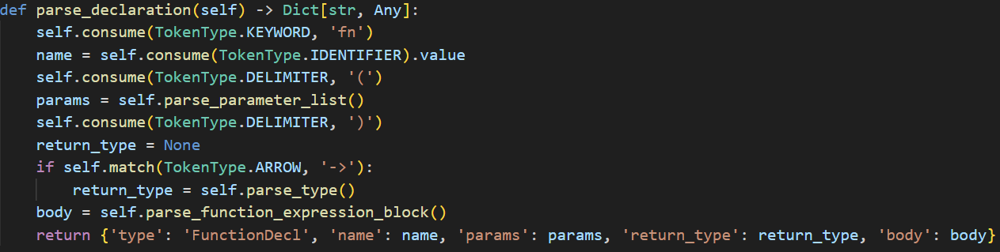 def parse_declaration(self) -> Dict[str, Any]:
    self.consume(TokenType.KEYWORD, 'fn')
    name = self.consume(TokenType.IDENTIFIER).value
    self.consume(TokenType.DELIMITER, '(')
    params = self.parse_parameter_list()
    self.consume(TokenType.DELIMITER, ')')
    return_type = None
    if self.match(TokenType.ARROW, '->'):
        return_type = self.parse_type()
    body = self.parse_function_expression_block()
    return {'type': 'FunctionDecl', 'name': name, 'params': params, 'return_type': return_type, 'body': body}